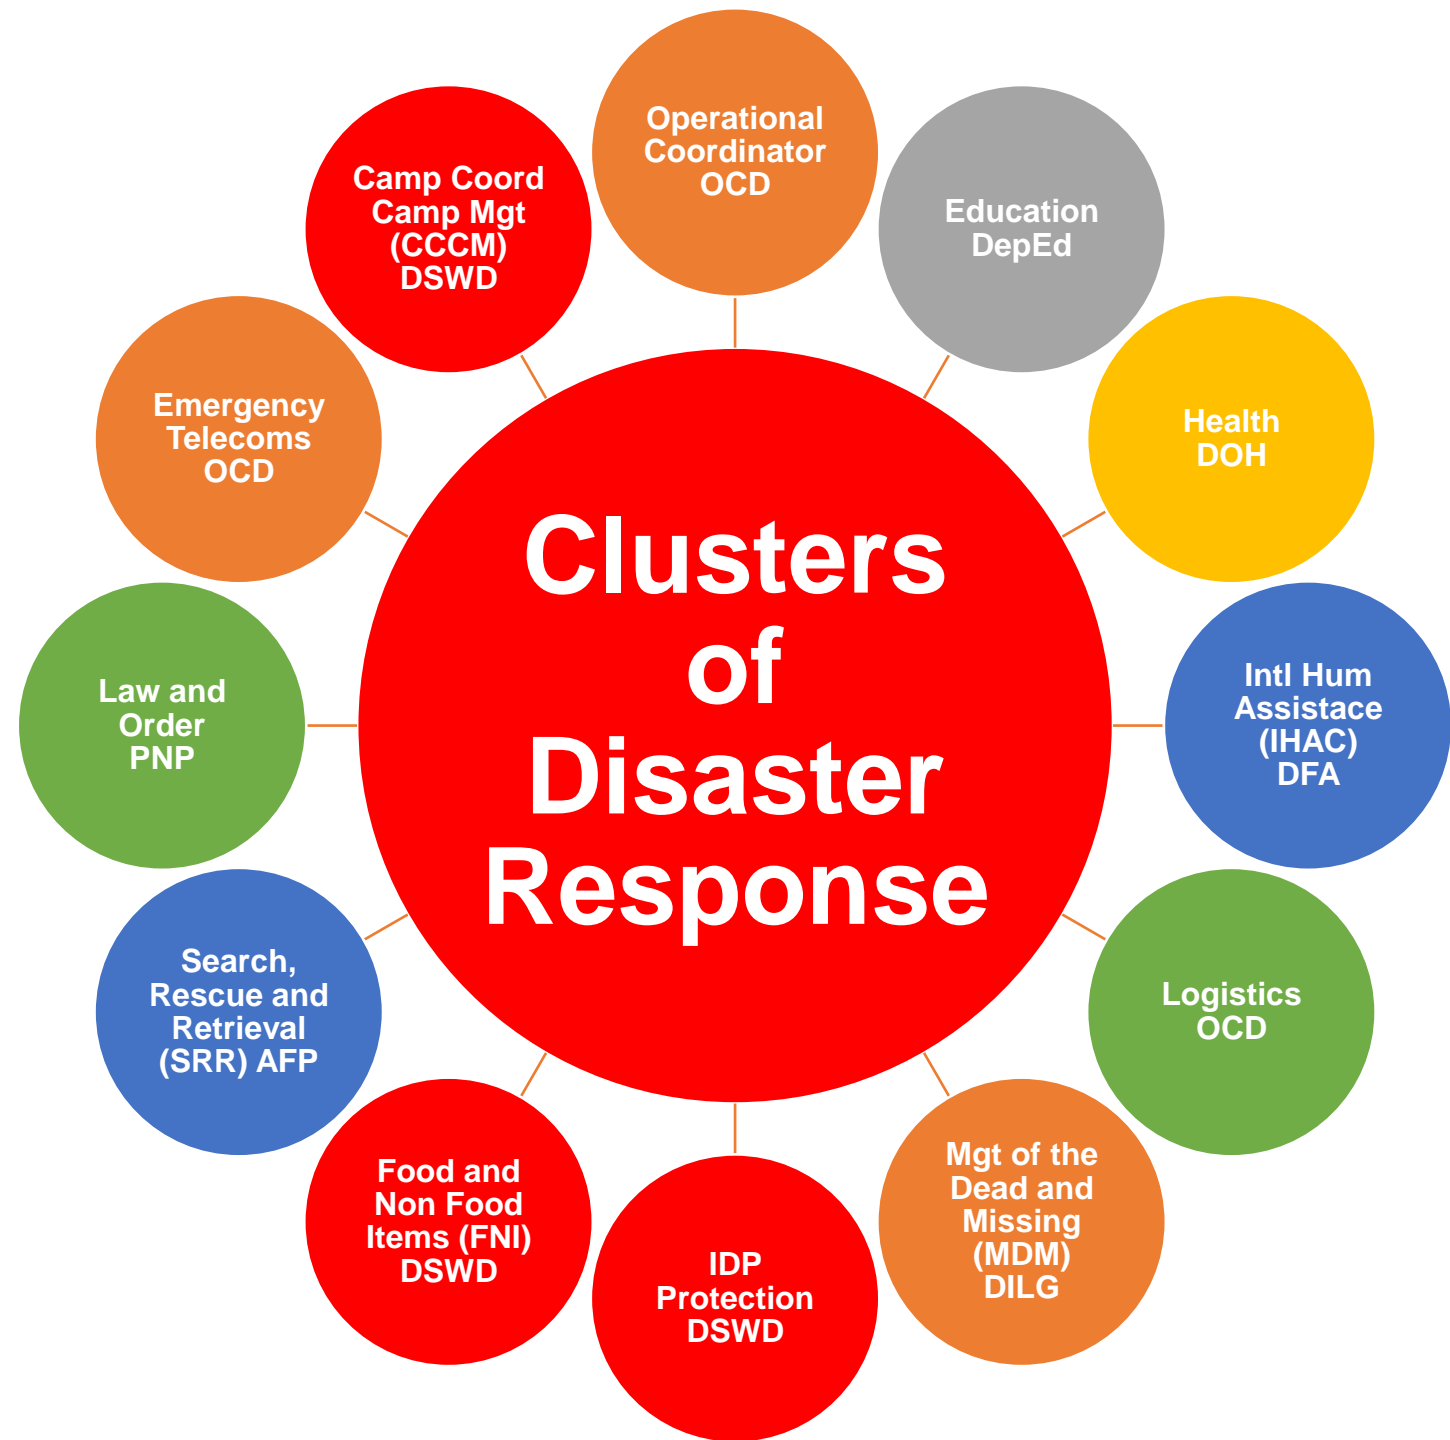 Operational
Coordinator
OCD
Education
DepEd
Health
DOH
Intl Hum
Assistace
(IHAC)
DFA
Logistics
OCD
Mgt of the
Dead and
Missing
(MDM)
DILG
IDP
Protection
DSWD
Food and
Non Food
Items (FNI)
DSWD
Search,
Rescue and
Retrieval
(SRR) AFP
Law and
Order
PNP
Emergency
Telecoms
OCD
Camp Coord
Camp Mgt
(CCCM)
DSWD
Clusters
of
Disaster
Response